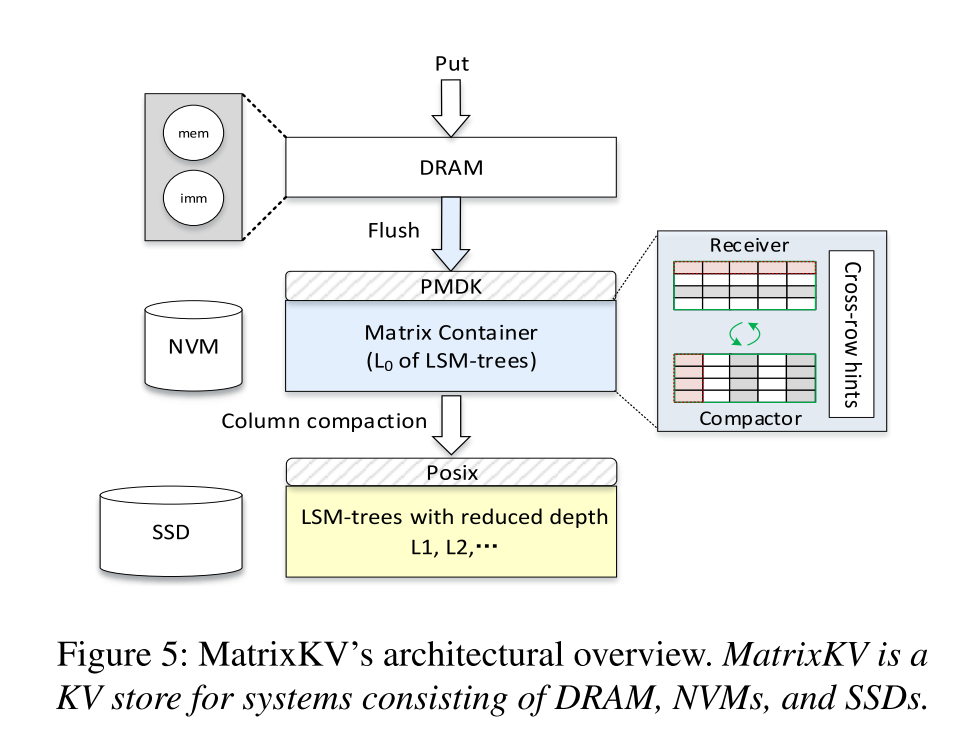 Put
mem
imm
DRAM
Flush
PMDK
NVM
Matrix Container
(L₀ of LSM-trees)
Receiver
Compactor
Cross-row hints
Column compaction
Posix
SSD
LSM-trees with reduced depth
L1, L2,⋯
Figure 5: MatrixKV’s architectural overview. MatrixKV is a
KV store for systems consisting of DRAM, NVMs, and SSDs.